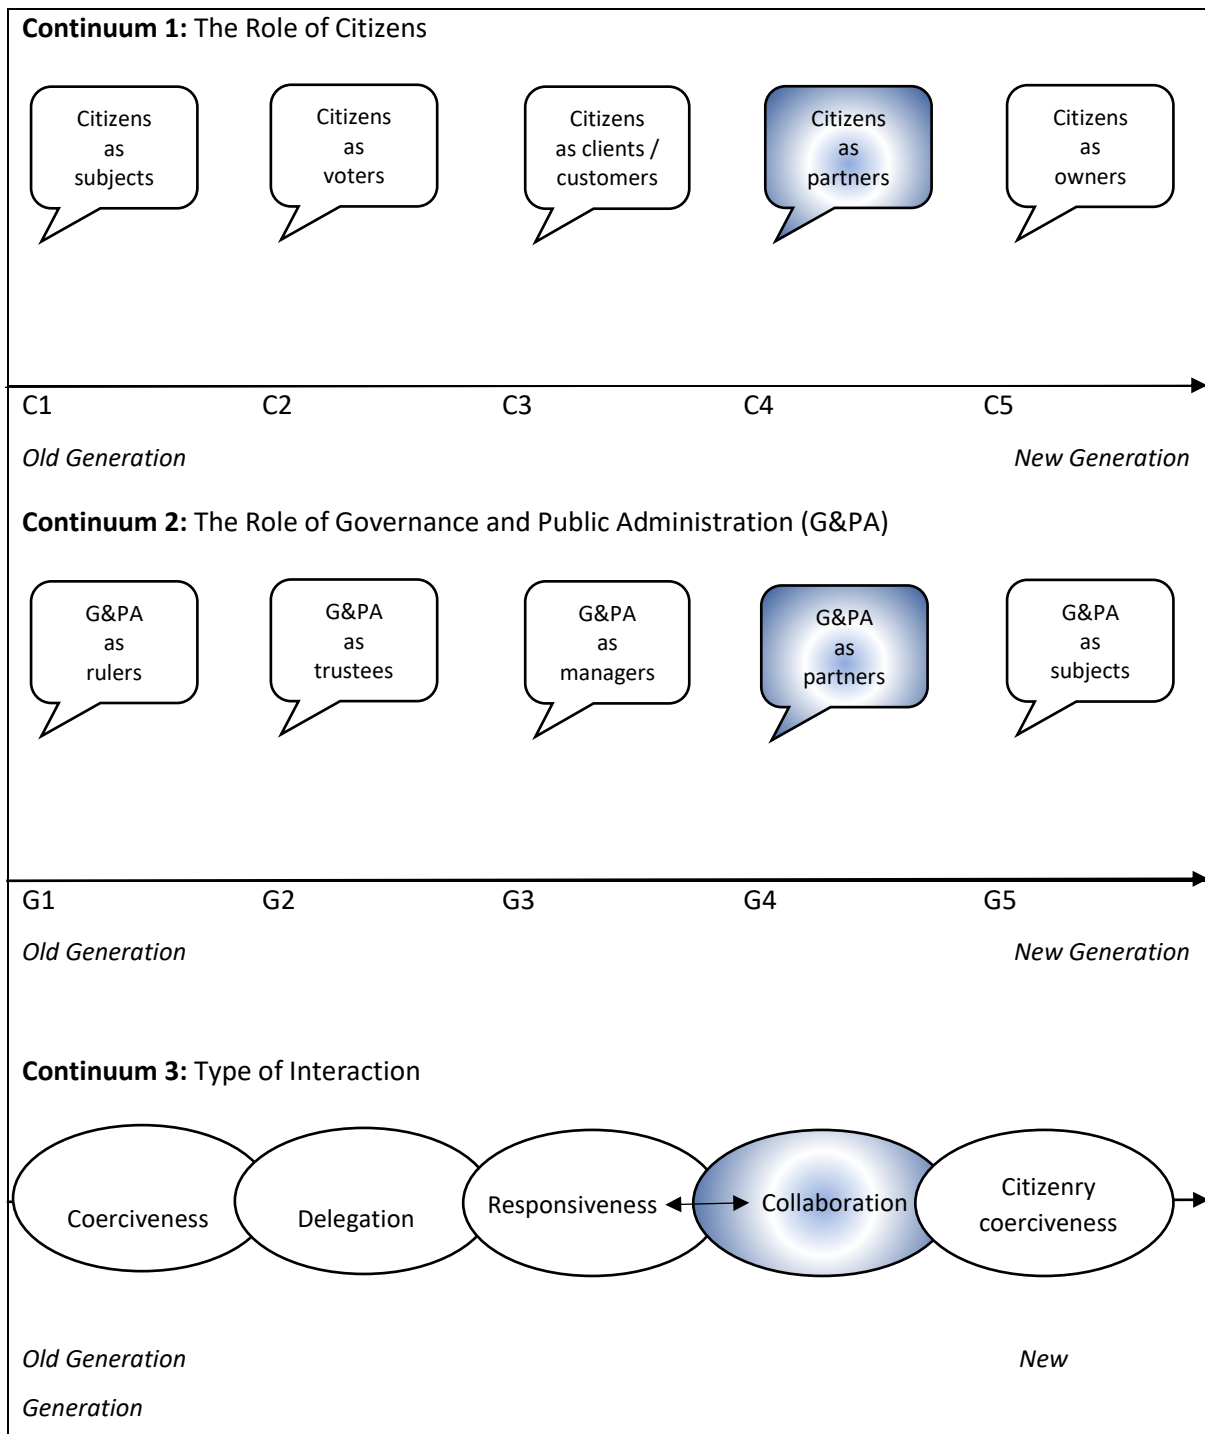 Continuum 1: The Role of Citizens
Citizens
as
subjects
Citizens
as
voters
Citizens
as clients /
customers
Citizens
as
partners
Citizens
as
owners
C1 C2 C3 C4 C5
Old Generation New Generation
Continuum 2: The Role of Governance and Public Administration (G&PA)
G&PA
as
rulers
G&PA
as
trustees
G&PA
as
managers
G&PA
as
partners
G&PA
as
subjects
G1 G2 G3 G4 G5
Old Generation New Generation
Continuum 3: Type of Interaction
Coerciveness
Delegation
Responsiveness
Collaboration
Citizenry
coerciveness
Old Generation New
Generation